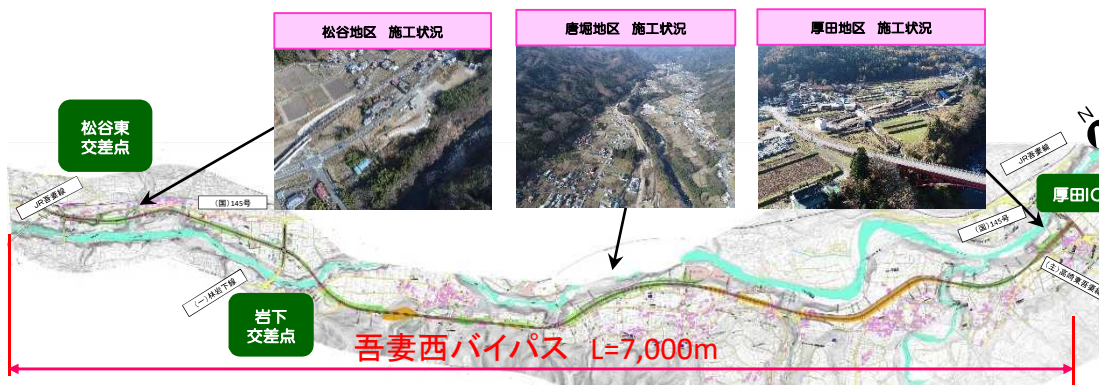 松谷地区 施工状況
唐堀地区 施工状況
厚田地区 施工状況
松谷東
交差点
JR吾妻線
(国)145号
(一)林岩下線
岩下
交差点
N
JR吾妻線
厚田IC
(国)145号
(主)高崎東吾妻線
吾妻西バイパス L=7,000m